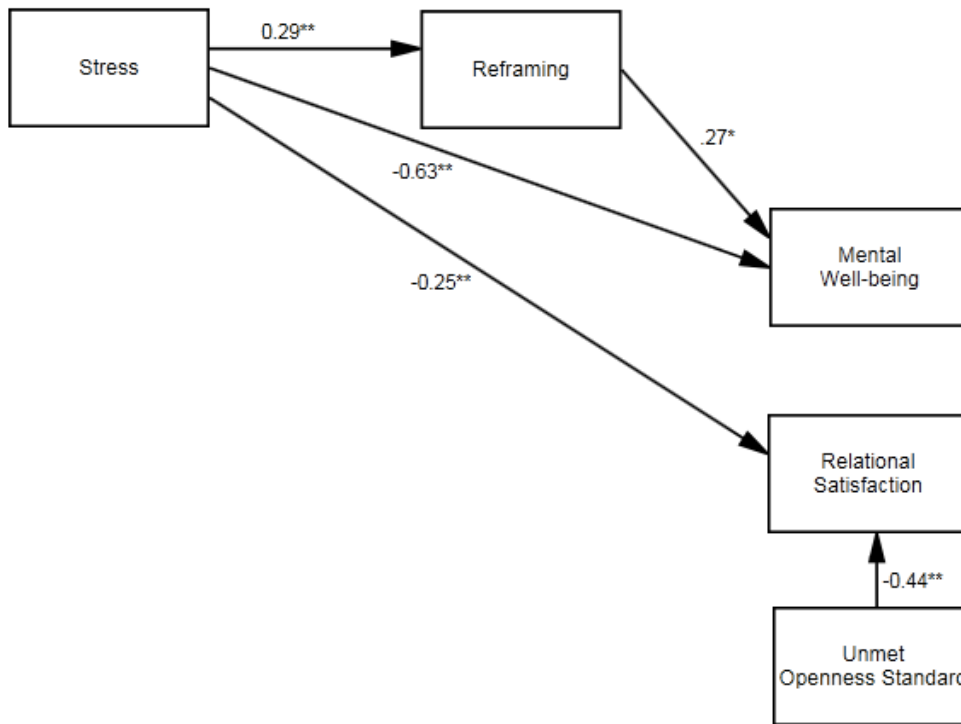 0.29**
Stress
Reframing
.27*
-0.63**
Mental
Well-being
-0.25**
Relational
Satisfaction
-0.44**
Unmet
Openness Standard